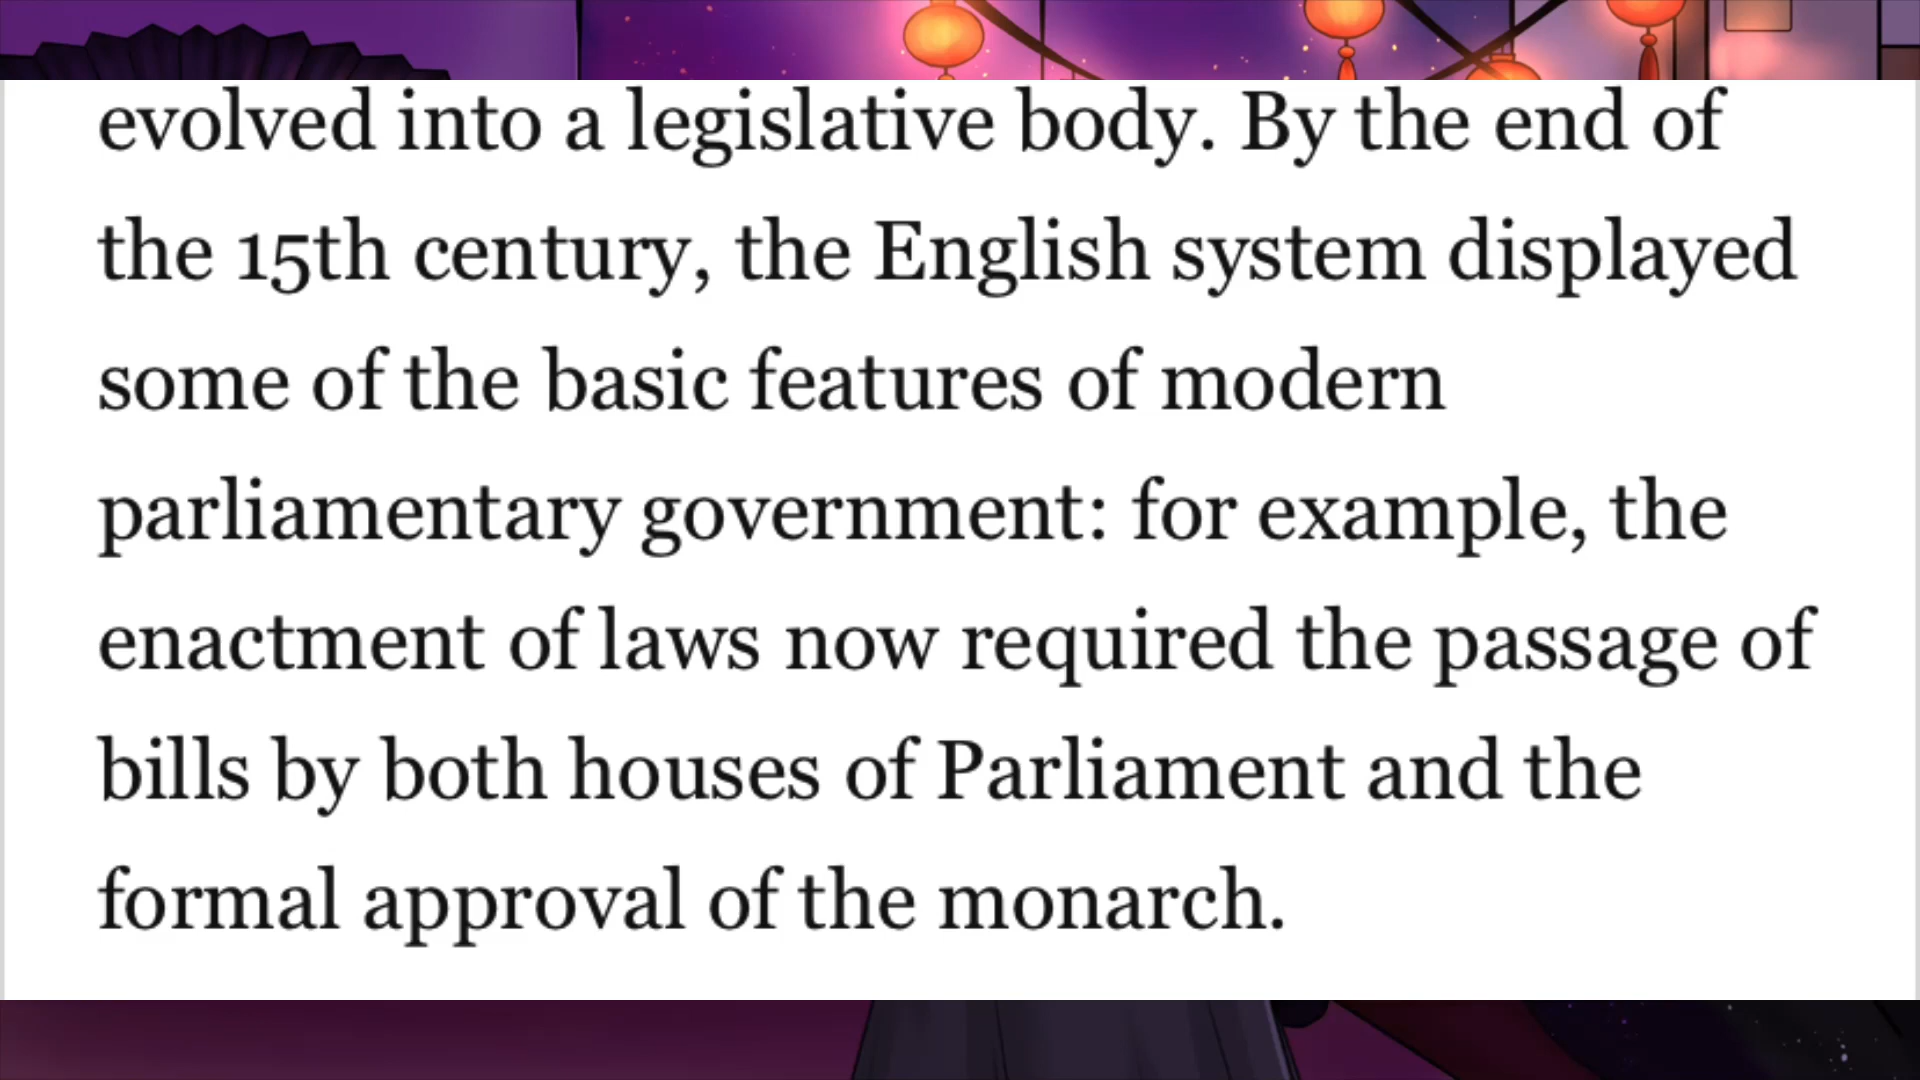 evolved into a legislative body. By the end of
the 15th century, the English system displayed
some of the basic features of modern
parliamentary government: for example, the
enactment of laws now required the passage of
bills by both houses of Parliament and the
formal approval of the monarch.